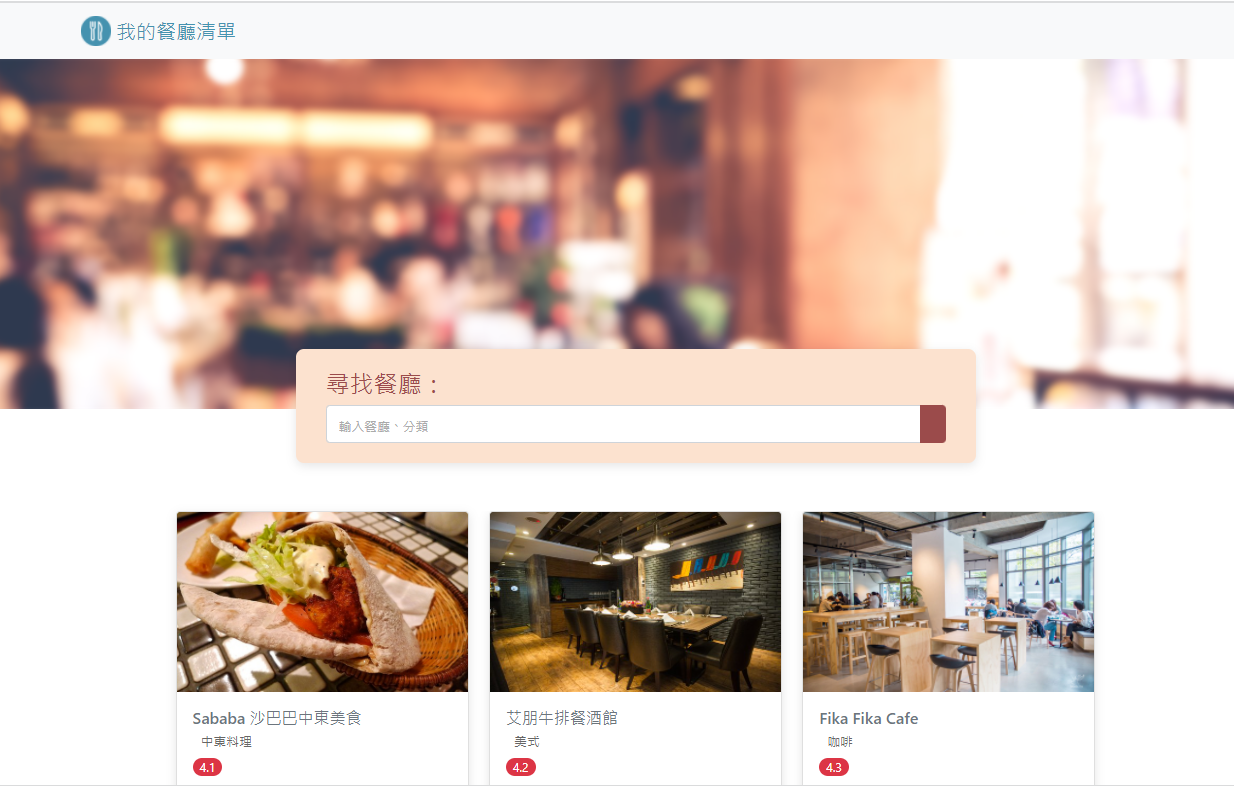 我的餐廳清單
尋找餐廳：
輸入餐廳、分類
Sababa 沙巴巴中東美食
中東料理
4.1
艾朋牛排餐酒館
美式
4.2
Fika Fika Cafe
咖啡
4.3